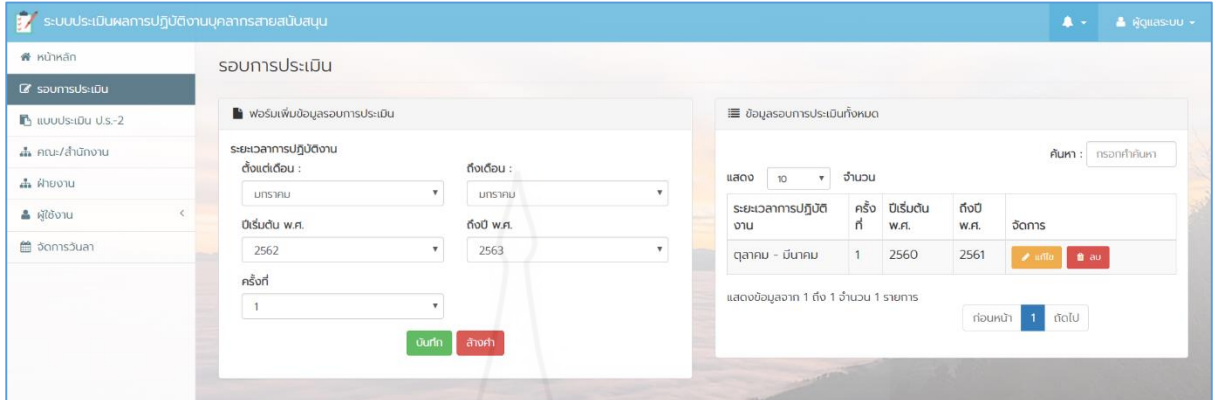 ระบบประเมินผลการปฏิบัติงานบุคลากรสายสนับสนุน
ผู้ดูแลระบบ
หน้าหลัก
รอบการประเมิน
แบบประเมิน ป.ร.-2
คณะ/สำนักงาน
ฝ่ายงาน
ผู้ใช้งาน
จัดการวันลา
รอบการประเมิน
ฟอร์มเพิ่มข้อมูลรอบการประเมิน
ระยะเวลาการปฏิบัติงาน
ตั้งแต่เดือน : ถึงเดือน :
มกราคม มกราคม
ปีเริ่มต้น พ.ศ. ถึงปี พ.ศ.
2562 2563
ครั้งที่
1
บันทึก ล้างค่า
ข้อมูลรอบการประเมินทั้งหมด
ค้นหา : กรอกคำค้นหา
แสดง 10 จำนวน
ระยะเวลาการปฏิบัติ ครั้ง ปีเริ่มต้น ถึงปี
งาน ที่ พ.ศ. พ.ศ. จัดการ
ตุลาคม - มีนาคม 1 2560 2561 แก้ไข ลบ
แสดงข้อมูลจาก 1 ถึง 1 จำนวน 1 รายการ
ก่อนหน้า 1 ถัดไป